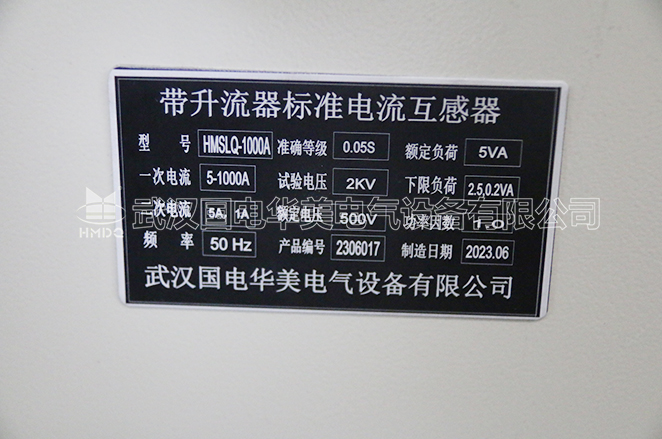 带升流器标准电流互感器
型 号 HMSLQ-1000A 准确等级 0.05S 额定负荷 5VA
一次电流 5-1000A 试验电压 2KV 下限负荷 2.5,0.2VA
二次电流 5A, 1A 额定电压 500V 功率因数 1.0
频 率 50 Hz 产品编号 2306017 制造日期 2023.06
武汉国电华美电气设备有限公司
HMDQ 武汉国电华美电气设备有限公司